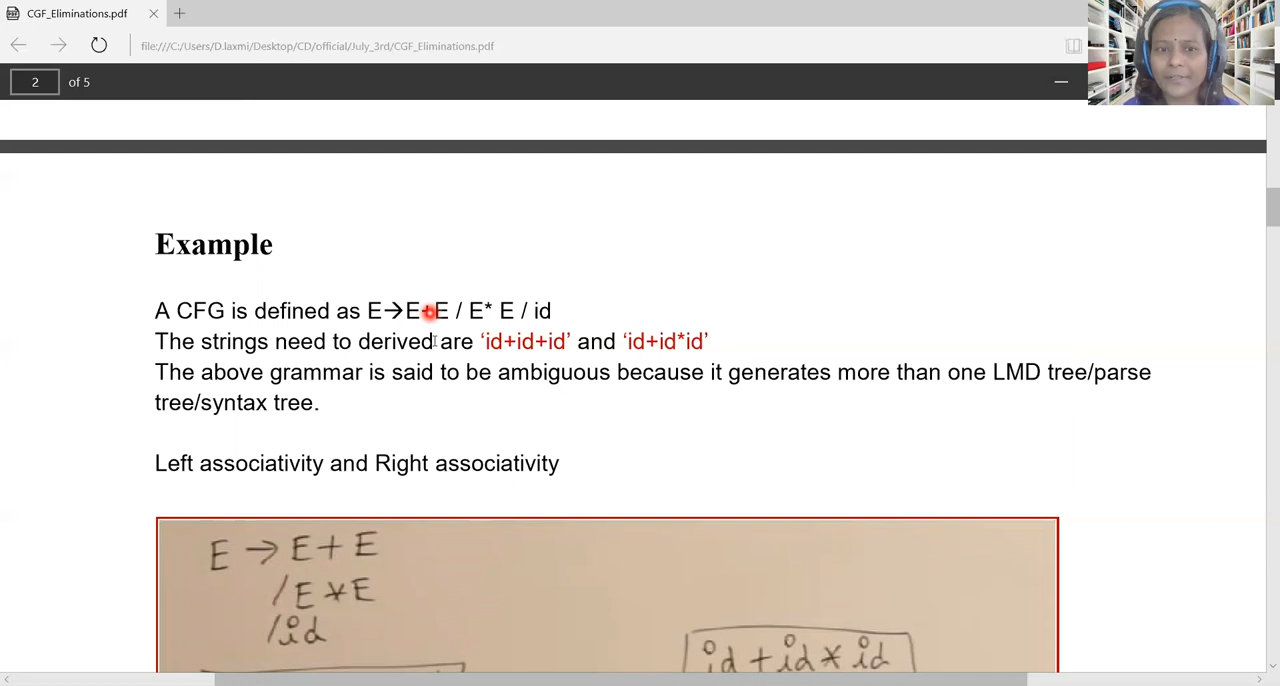 CGF_Eliminations.pdf
file:///C:/Users/D.laxmi/Desktop/CD/official/July_3rd/CGF_Eliminations.pdf
2 of 5
Example
A CFG is defined as E→E+E / E* E / id
The strings need to derived are ‘id+id+id’ and ‘id+id*id’
The above grammar is said to be ambiguous because it generates more than one LMD tree/parse
tree/syntax tree.
Left associativity and Right associativity
E → E + E
/ E * E
/ id
id + id * id